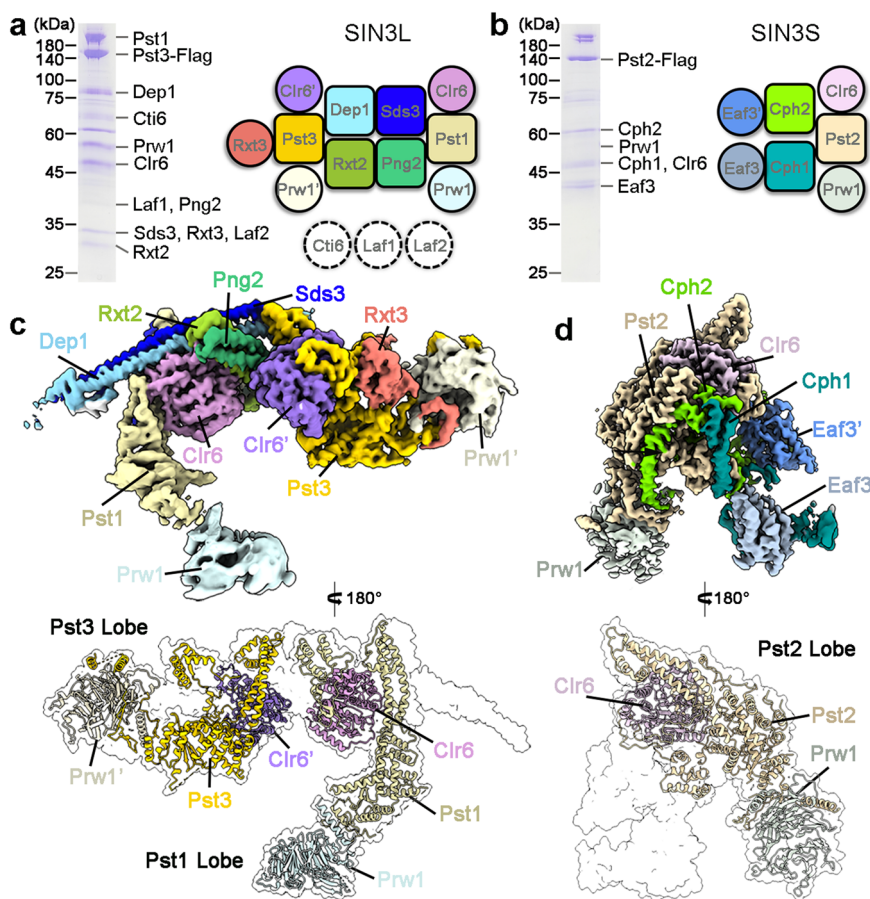 a
(kDa)
180
140
100
75
60
45
35
25
Pst1
Pst3-Flag
Dep1
Cti6
Prw1
Clr6
Laf1, Png2
Sds3, Rxt3, Laf2
Rxt2
SIN3L
Clr6'
Dep1
Sds3
Clr6
Rxt3
Pst3
Pst1
Rxt2
Png2
Prw1'
Prw1
Cti6
Laf1
Laf2
b
(kDa)
180
140
100
75
60
45
35
25
Pst2-Flag
Cph2
Prw1
Cph1, Clr6
Eaf3
SIN3S
Eaf3'
Cph2
Clr6
Pst2
Eaf3
Cph1
Prw1
c
Png2
Rxt2
Sds3
Dep1
Rxt3
Clr6
Clr6'
Prw1'
Pst3
Pst1
Prw1
180°
Pst3 Lobe
Prw1'
Pst3
Clr6'
Clr6
Pst1
Pst1 Lobe
Prw1
d
Cph2
Pst2
Clr6
Cph1
Eaf3'
Eaf3
Prw1
180°
Pst2 Lobe
Clr6
Pst2
Prw1